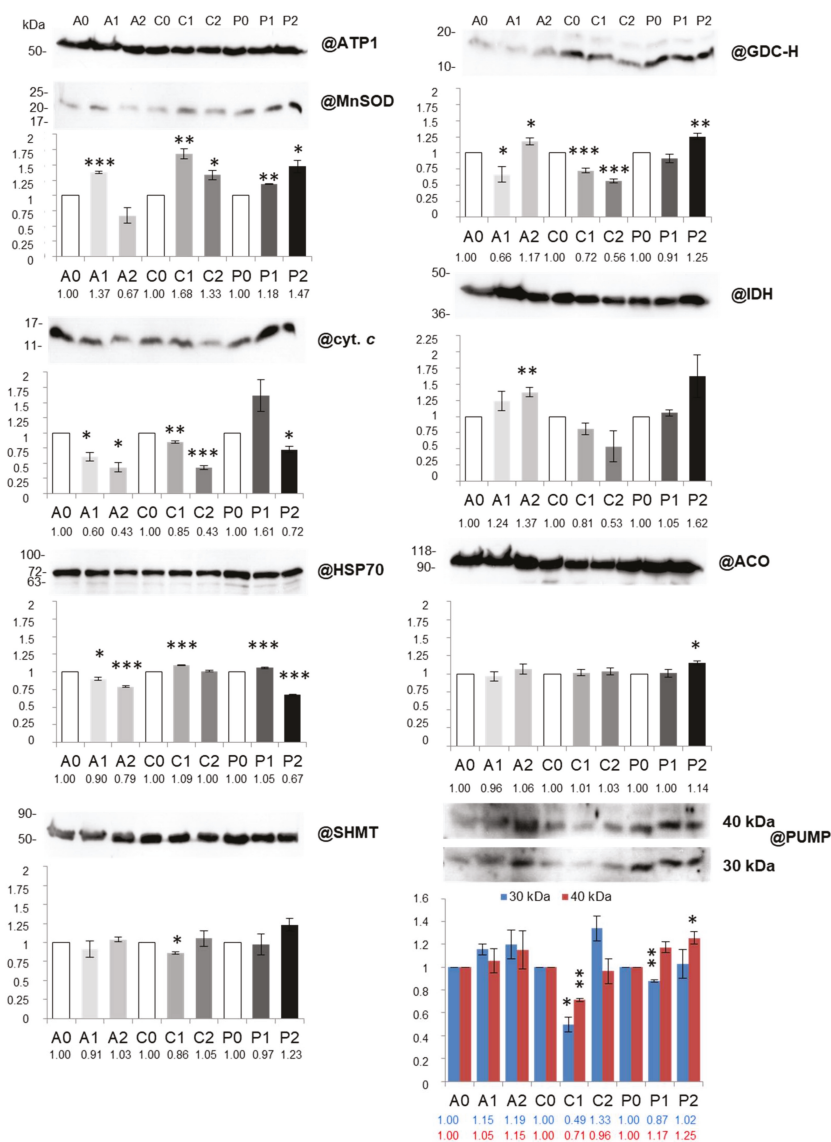 kDa A0 A1 A2 C0 C1 C2 P0 P1 P2
50-
@ATP1
25-
20-
17-
@MnSOD
2
1.75
1.5
1.25
1
0.75
0.5
0.25
0
*** ** * ** *
A0 A1 A2 C0 C1 C2 P0 P1 P2
1.00 1.37 0.67 1.00 1.68 1.33 1.00 1.18 1.47
17-
11-
@cyt. c
2
1.75
1.5
1.25
1
0.75
0.5
0.25
0
* * ** *** *
A0 A1 A2 C0 C1 C2 P0 P1 P2
1.00 0.60 0.43 1.00 0.85 0.43 1.00 1.61 0.72
100-
72-
63-
@HSP70
2
1.75
1.5
1.25
1
0.75
0.5
0.25
0
* *** *** *** ***
A0 A1 A2 C0 C1 C2 P0 P1 P2
1.00 0.90 0.79 1.00 1.09 1.00 1.00 1.05 0.67
90-
50-
@SHMT
2
1.75
1.5
1.25
1
0.75
0.5
0.25
0
*
A0 A1 A2 C0 C1 C2 P0 P1 P2
1.00 0.91 1.03 1.00 0.86 1.05 1.00 0.97 1.23
A0 A1 A2 C0 C1 C2 P0 P1 P2
20-
10-
@GDC-H
2
1.75
1.5
1.25
1
0.75
0.5
0.25
0
* * *** *** **
A0 A1 A2 C0 C1 C2 P0 P1 P2
1.00 0.66 1.17 1.00 0.72 0.56 1.00 0.91 1.25
50-
36-
@IDH
2.25
2
1.75
1.5
1.25
1
0.75
0.5
0.25
0
**
A0 A1 A2 C0 C1 C2 P0 P1 P2
1.00 1.24 1.37 1.00 0.81 0.53 1.00 1.05 1.62
118-
90-
@ACO
2
1.75
1.5
1.25
1
0.75
0.5
0.25
0
*
A0 A1 A2 C0 C1 C2 P0 P1 P2
1.00 0.96 1.06 1.00 1.01 1.03 1.00 1.00 1.14
40 kDa
@PUMP
30 kDa
30 kDa 40 kDa
1.6
1.4
1.2
1
0.8
0.6
0.4
0.2
0
* ** ** *
A0 A1 A2 C0 C1 C2 P0 P1 P2
1.00 1.15 1.19 1.00 0.49 1.33 1.00 0.87 1.02
1.00 1.05 1.15 1.00 0.71 0.96 1.00 1.17 1.25